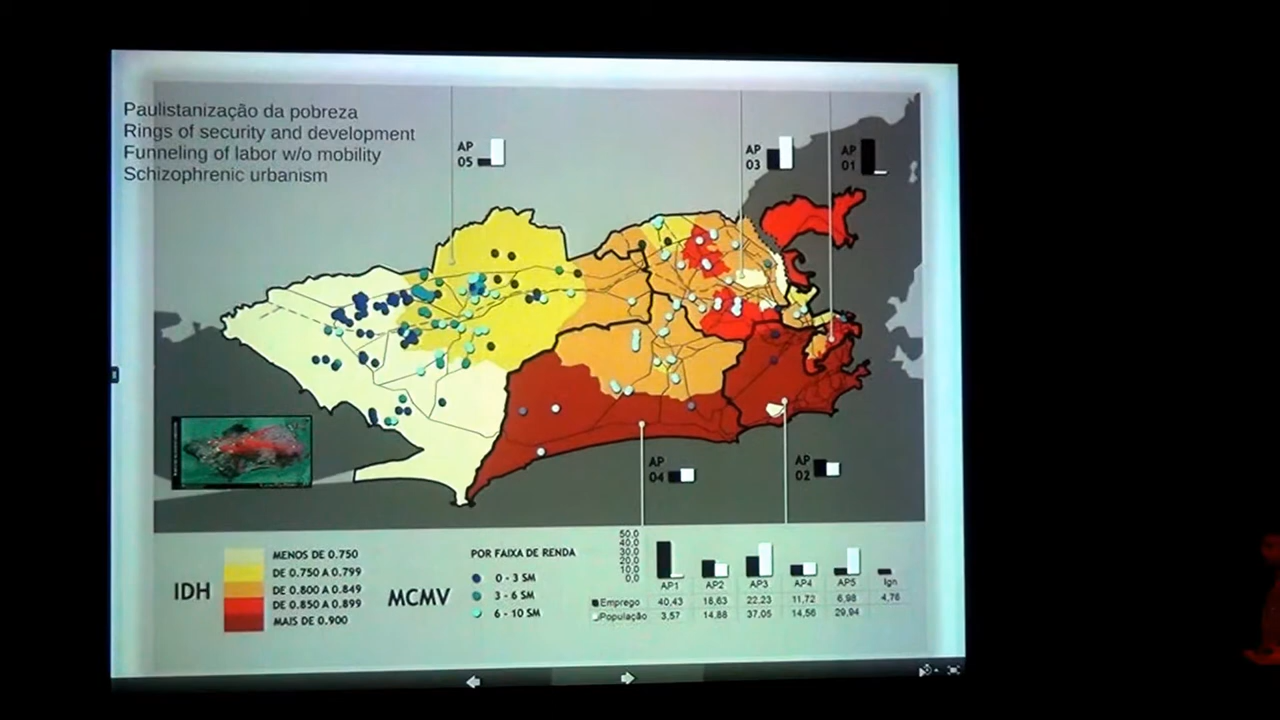 Paulistanização da pobreza
Rings of security and development
Funneling of labor w/o mobility
Schizophrenic urbanism
AP
05
AP
03
AP
01
AP
04
AP
02
IDH
MENOS DE 0.750
DE 0.750 A 0.799
DE 0.800 A 0.849
DE 0.850 A 0.899
MAIS DE 0.900
MCMV
POR FAIXA DE RENDA
0 - 3 SM
3 - 6 SM
6 - 10 SM
50,0
40,0
30,0
20,0
10,0
0,0
AP1 AP2 AP3 AP4 AP5 Ign
Emprego 40,43 18,63 22,23 11,72 6,98 4,76
População 3,57 14,88 37,05 14,56 29,94